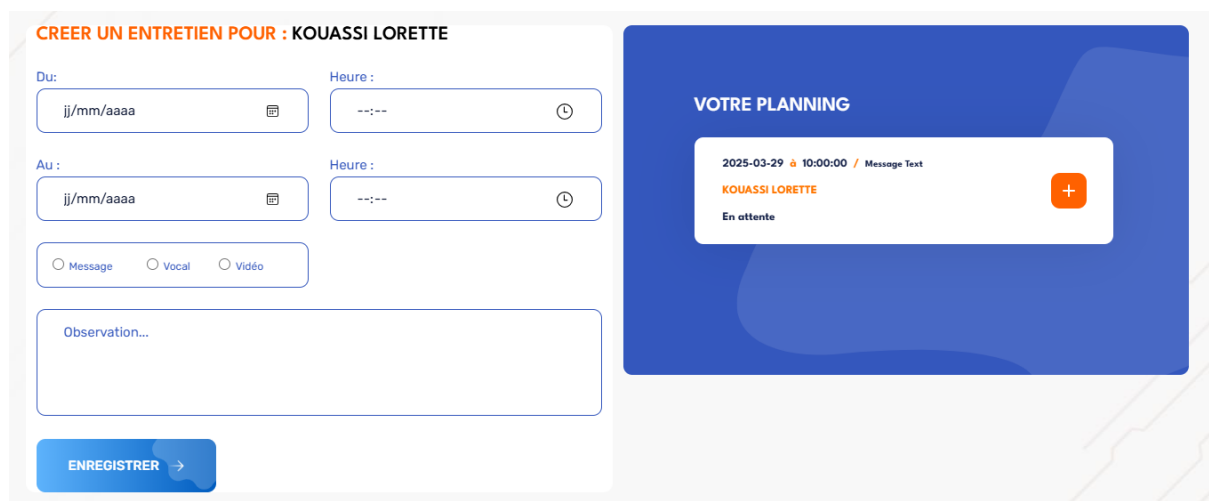 CREER UN ENTRETIEN POUR : KOUASSI LORETTE
Du:
Heure :
jj/mm/aaaa
--:--
Au :
Heure :
jj/mm/aaaa
--:--
Message
Vocal
Vidéo
Observation...
ENREGISTRER →
VOTRE PLANNING
2025-03-29 à 10:00:00 / Message Text
KOUASSI LORETTE
En attente
+